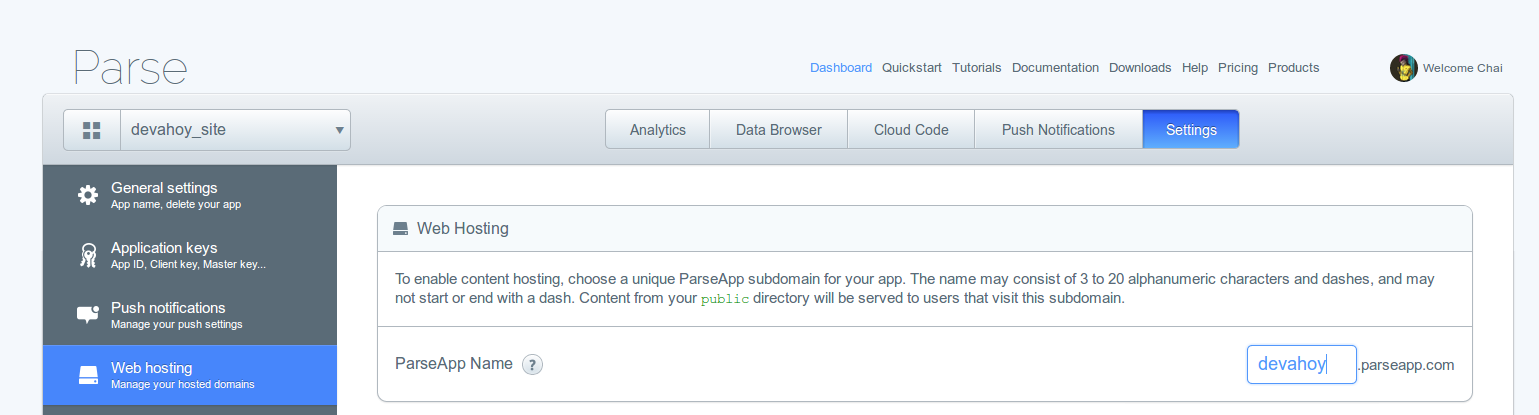 Parse
Dashboard Quickstart Tutorials Documentation Downloads Help Pricing Products Welcome Chai
devahoy_site
Analytics Data Browser Cloud Code Push Notifications Settings
General settings
App name, delete your app
Application keys
App ID, Client key, Master key...
Push notifications
Manage your push settings
Web hosting
Manage your hosted domains
Web Hosting
To enable content hosting, choose a unique ParseApp subdomain for your app. The name may consist of 3 to 20 alphanumeric characters and dashes, and may
not start or end with a dash. Content from your public directory will be served to users that visit this subdomain.
ParseApp Name ? devahoy .parseapp.com